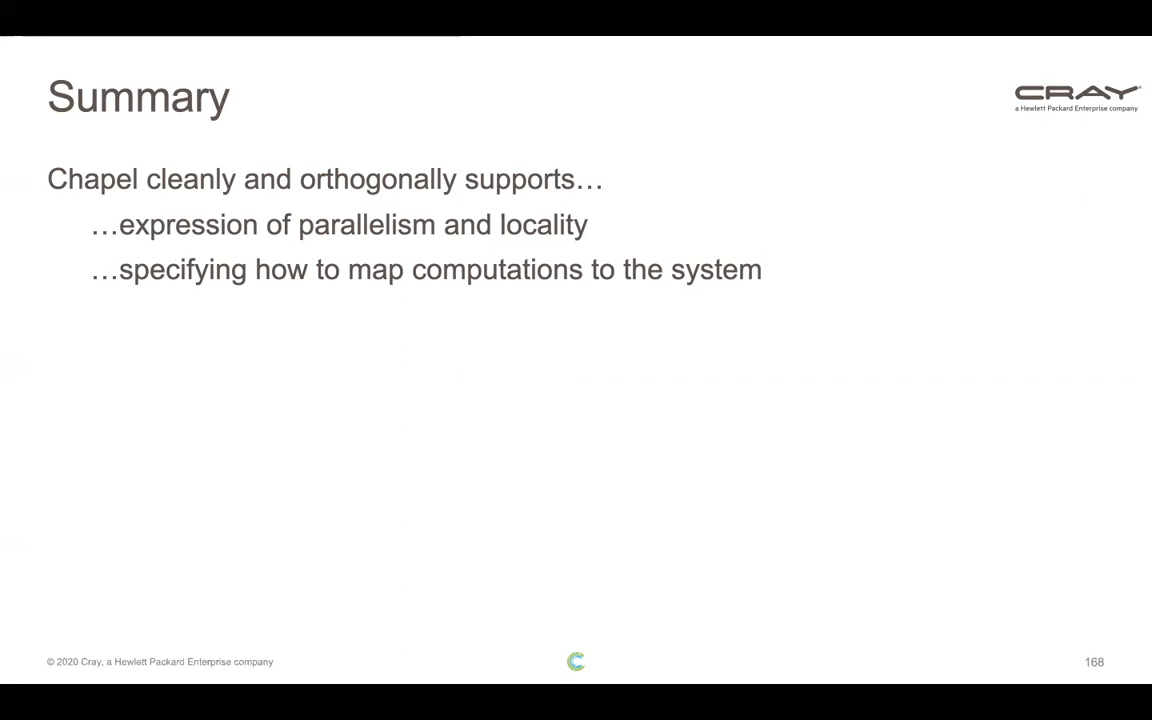 Summary
CRAY
a Hewlett Packard Enterprise company
Chapel cleanly and orthogonally supports…
…expression of parallelism and locality
…specifying how to map computations to the system
© 2020 Cray, a Hewlett Packard Enterprise company
168